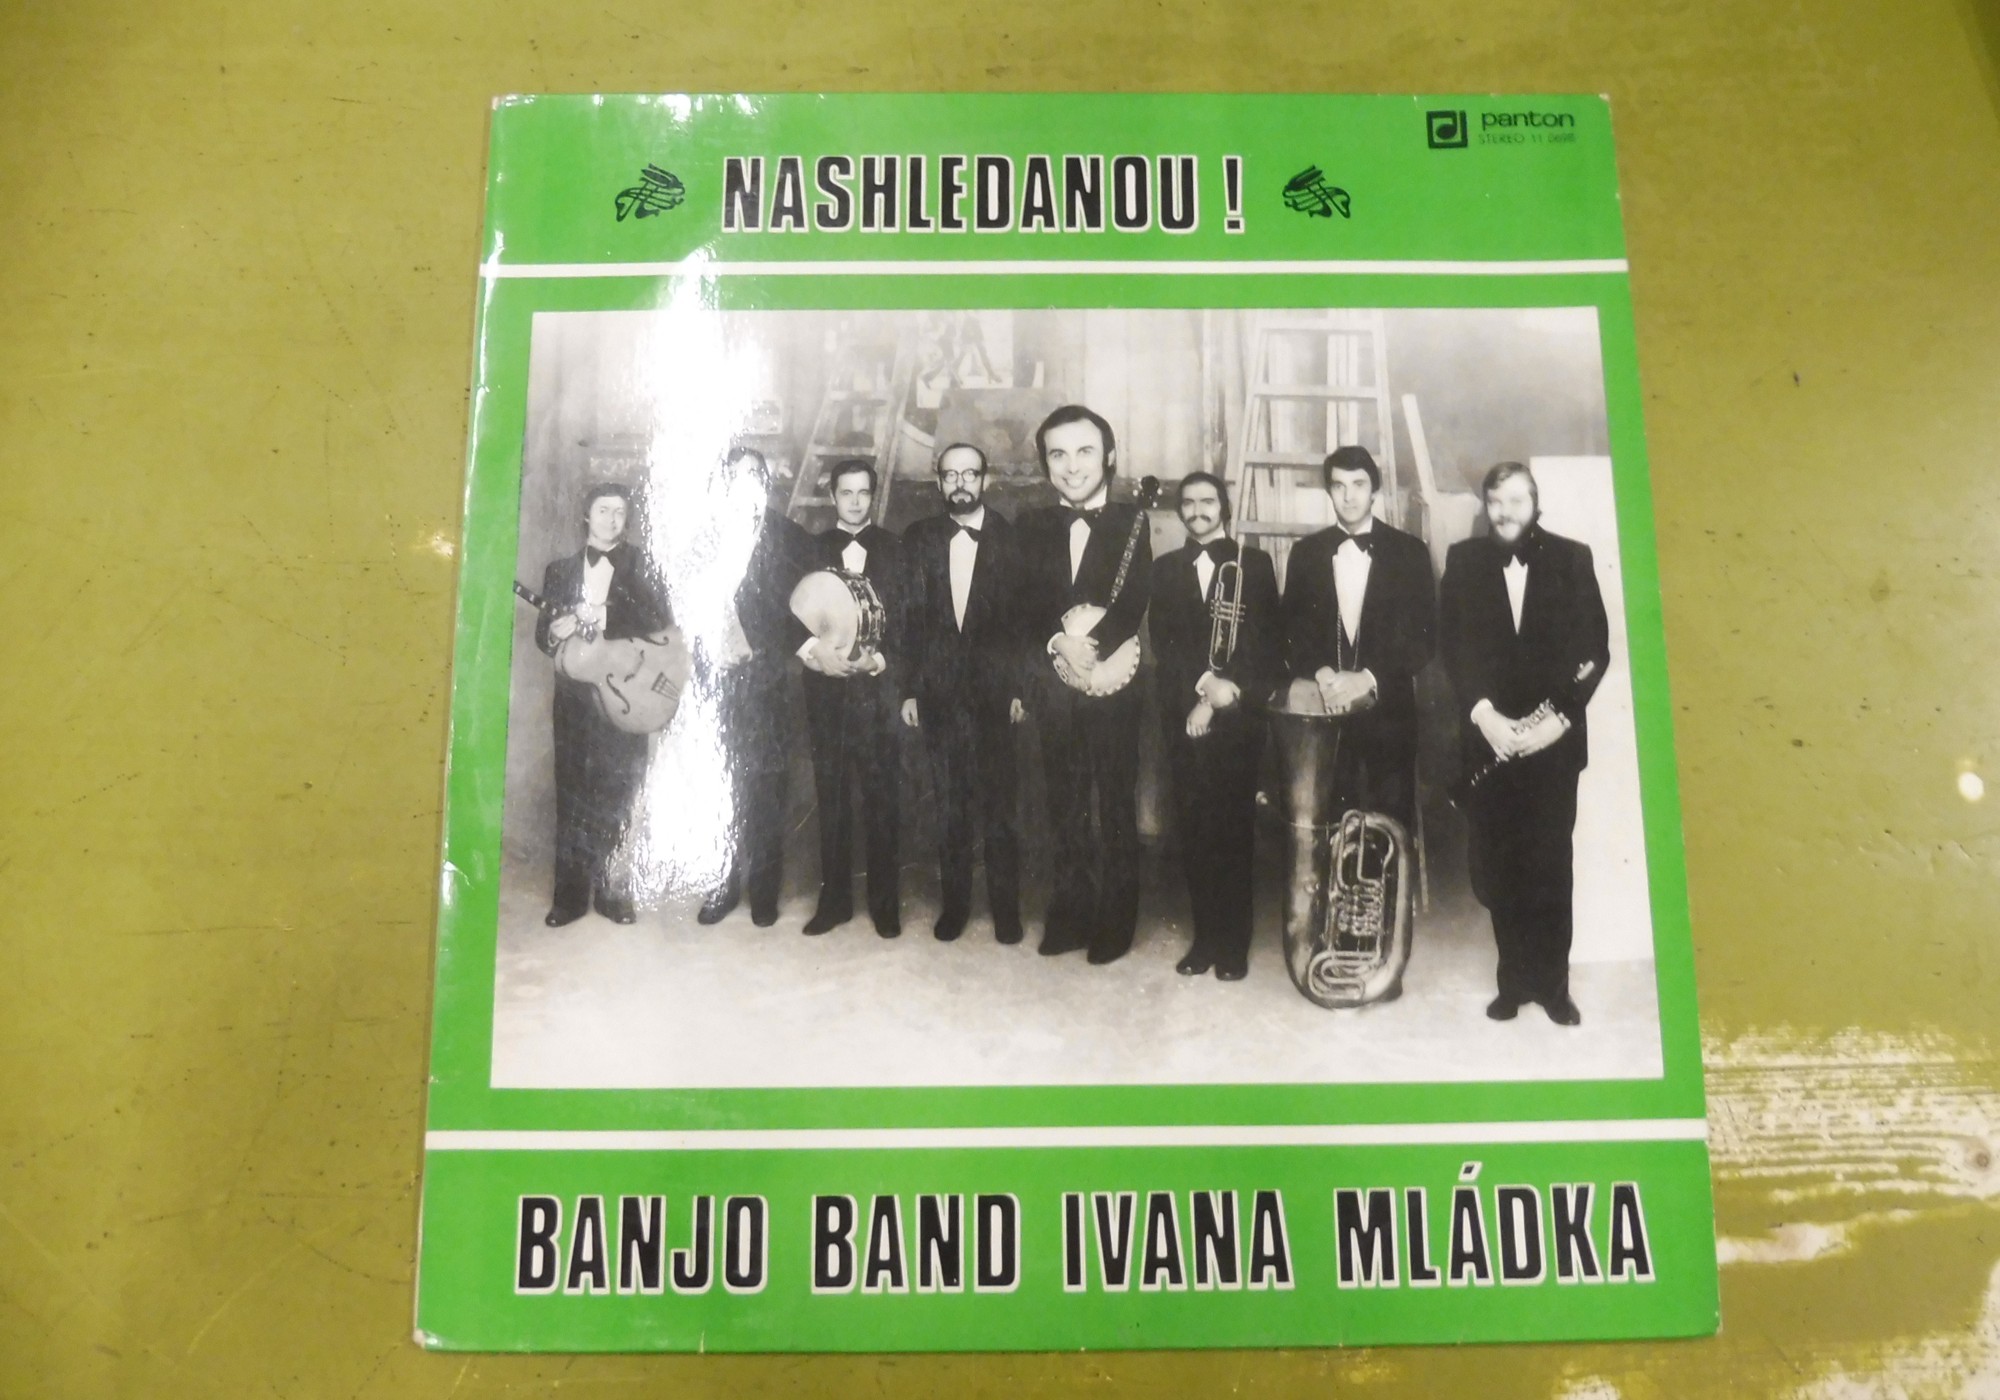 panton
STEREO 11 0698
NASHLEDANOU!
BANJO BAND IVANA MLÁDKA